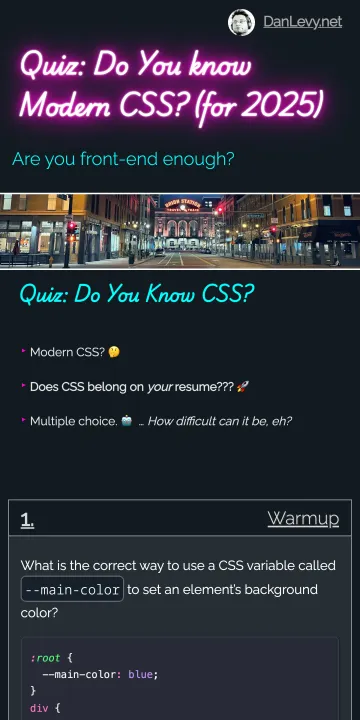 DanLevy.net
Quiz: Do You know
Modern CSS? (for 2025)
Are you front-end enough?
UNION STATION
TRAVEL by TRAIN
Quiz: Do You Know CSS?
Modern CSS? 🤔
Does CSS belong on your resume??? 🚀
Multiple choice. 🤖 … How difficult can it be, eh?
1.
Warmup
What is the correct way to use a CSS variable called
--main-color to set an element's background
color?
:root {
--main-color: blue;
}
div {